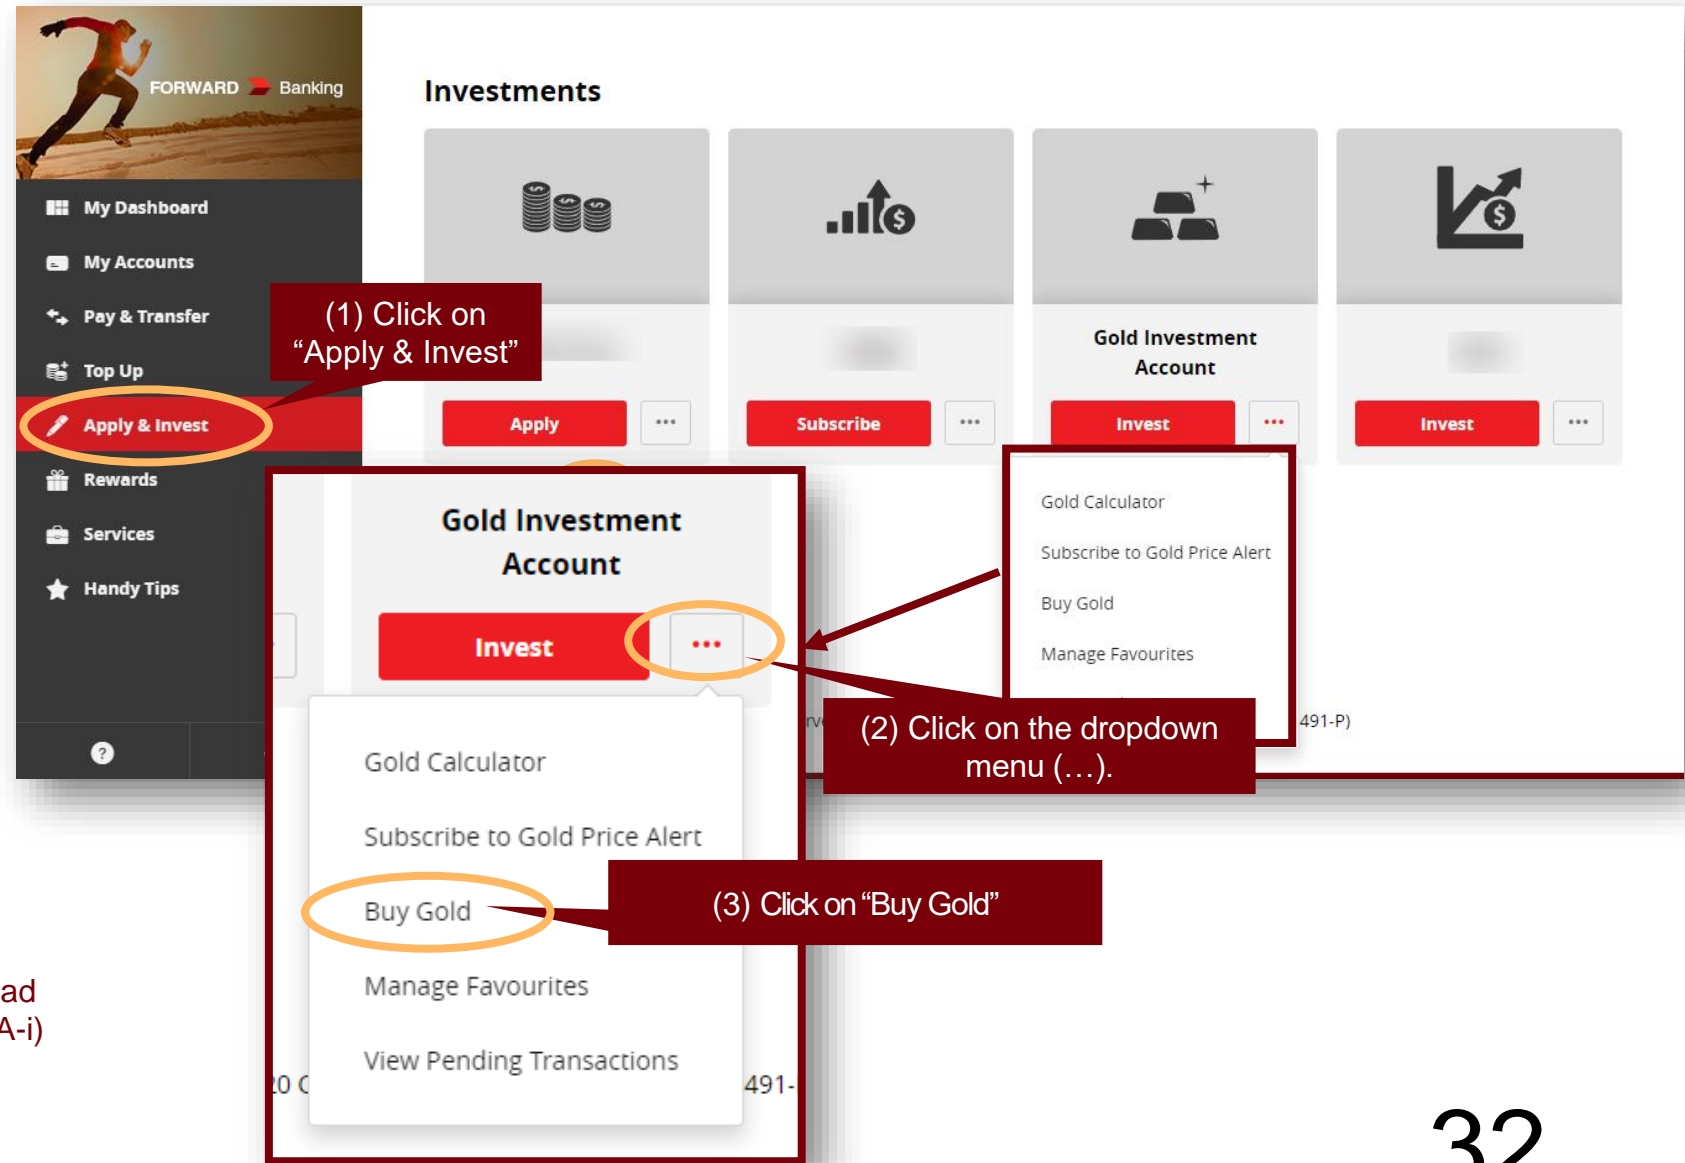 FORWARD Banking
Investments
My Dashboard
My Accounts
Pay & Transfer
Top Up
Apply & Invest
Rewards
Services
Handy Tips
(1) Click on
“Apply & Invest”
Apply
Subscribe
Gold Investment
Account
Invest
Invest
Gold Calculator
Subscribe to Gold Price Alert
Buy Gold
Manage Favourites
491-P)
(2) Click on the dropdown
menu (...).
Gold Investment
Account
Invest
Gold Calculator
Subscribe to Gold Price Alert
Buy Gold
Manage Favourites
View Pending Transactions
(3) Click on “Buy Gold”
ad
A-i)
20 C
491-
32